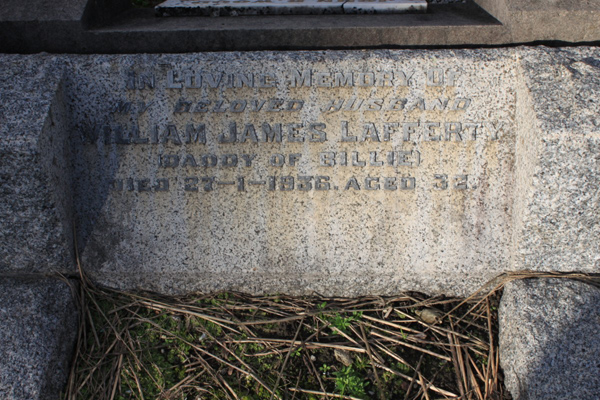 IN LOVING MEMORY OF
MY BELOVED HUSBAND
WILLIAM JAMES LAFFERTY
(DADDY OF BILLIE)
DIED 27-1-1936. AGED 32